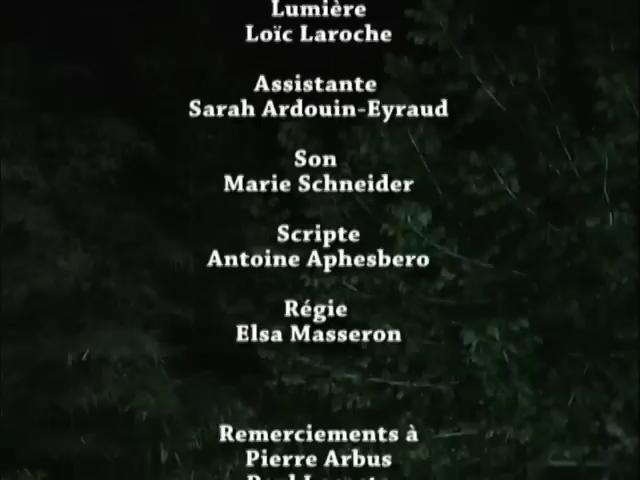 Lumière
Loïc Laroche
Assistante
Sarah Ardouin-Eyraud
Son
Marie Schneider
Scripte
Antoine Aphesbero
Régie
Elsa Masseron
Remerciements à
Pierre Arbus
Paul